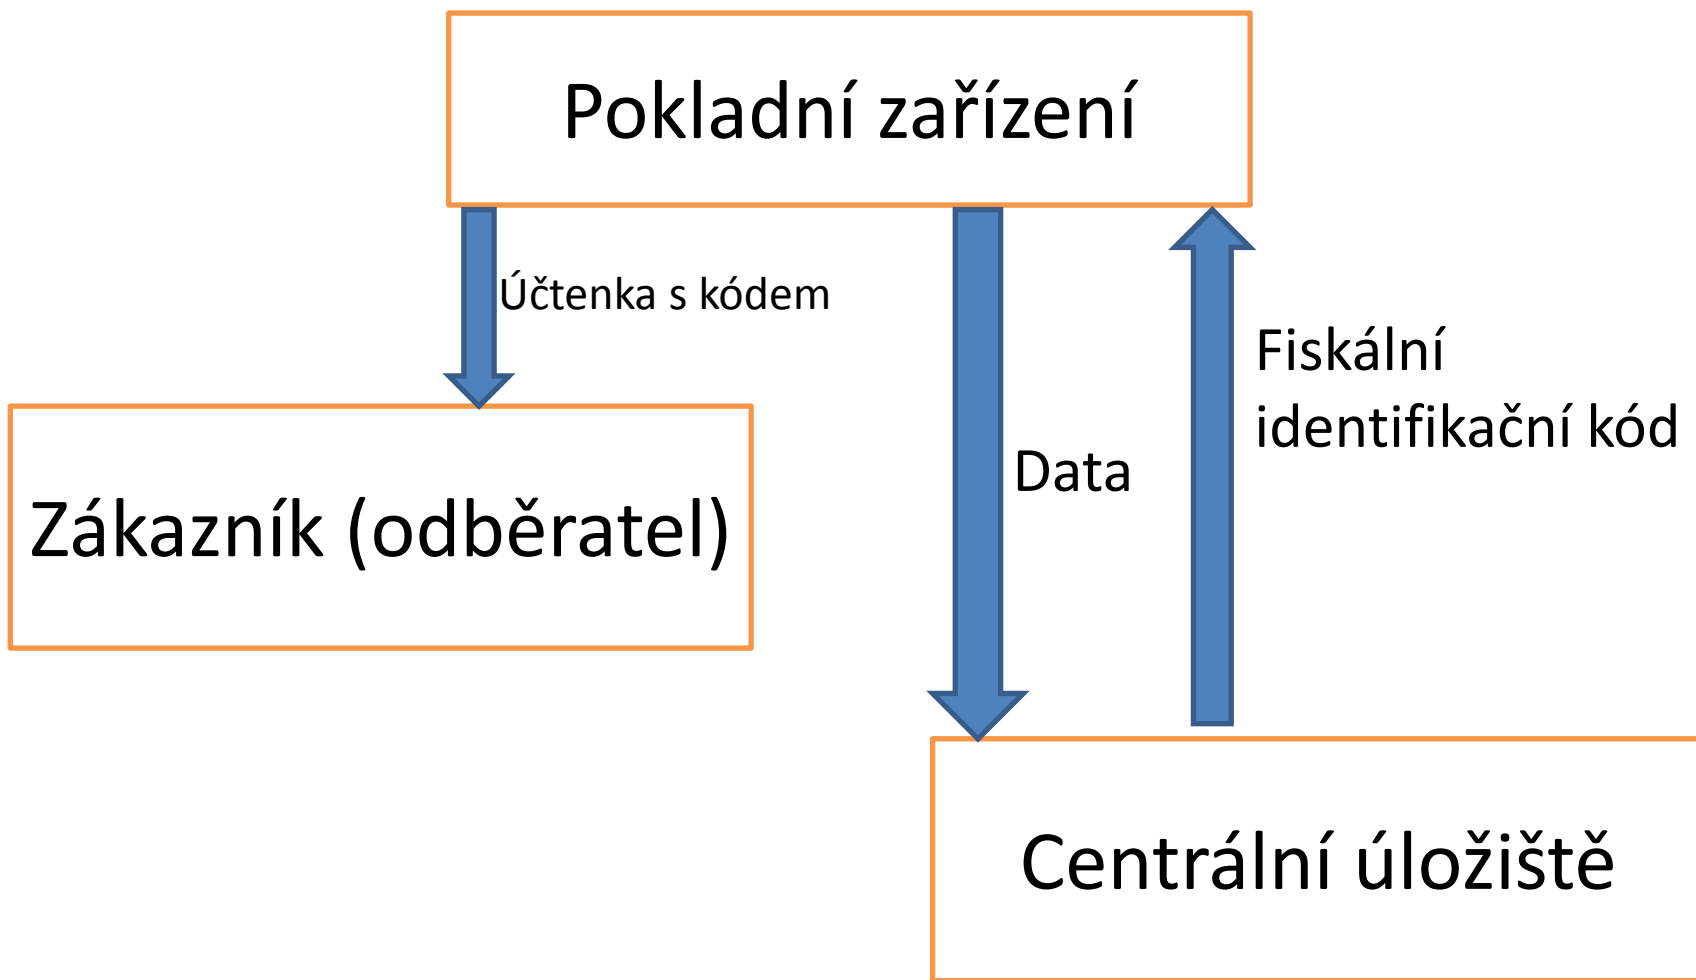 Pokladní zařízení
Účtenka s kódem
Fiskální
identifikační kód
Data
Zákazník (odběratel)
Centrální úložiště